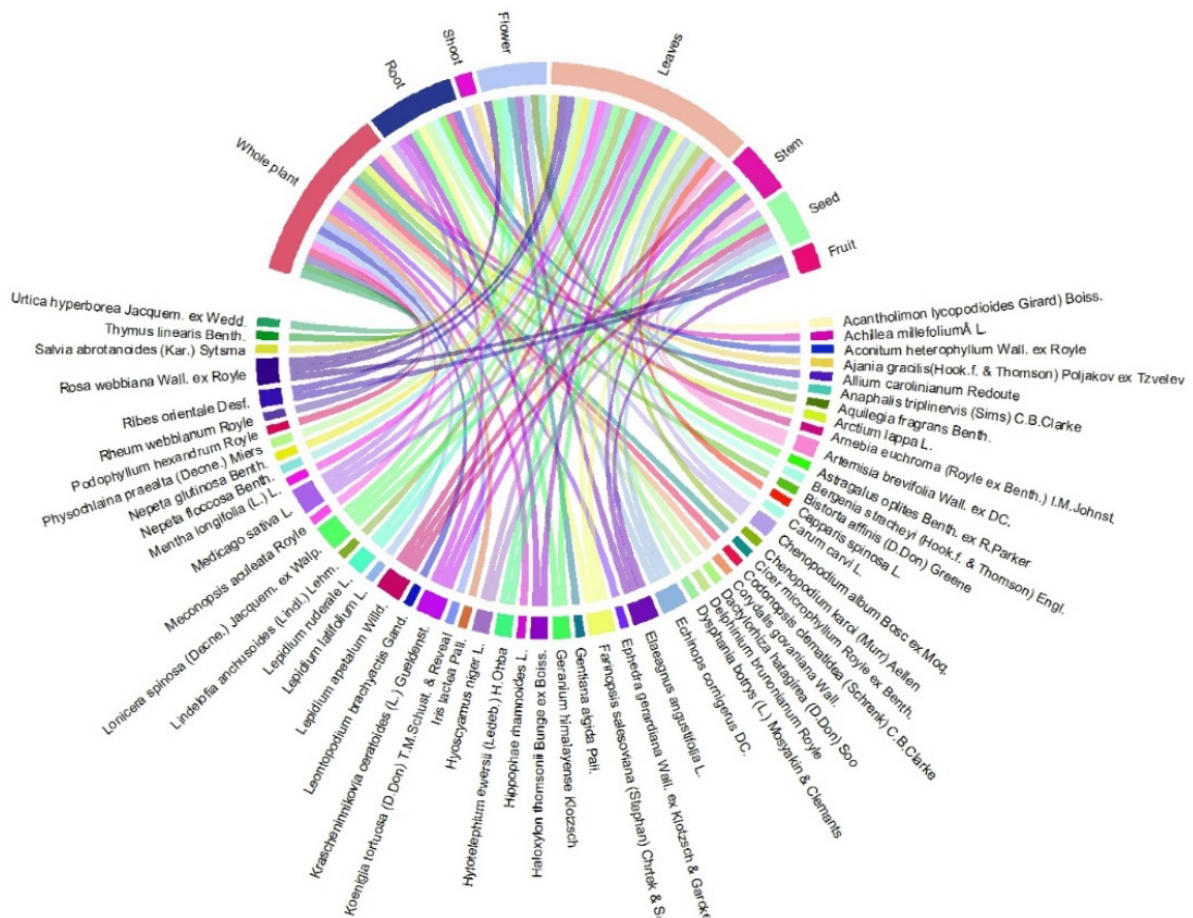 Whole plant
Root
Shoot
Flower
Leaves
Stem
Seed
Fruit
Acantholimon lycopodioides Girard) Boiss.
Achillea millefoliumÂ L.
Aconitum heterophyllum Wall. ex Royle
Ajania gracilis(Hook.f. & Thomson) Poljakov ex Tzvelev
Allium carolinianum Redoute
Anaphalis triplinervis (Sims) C.B.Clarke
Aquilegia fragrans Benth.
Arctium lappa L.
Arnebia euchroma (Royle ex Benth.) I.M.Johnst.
Artemisia brevifolia Wall. ex DC.
Astragalus oplites Benth. ex R.Parker
Bergenia stracheyi (Hook.f. & Thomson) Engl.
Bistorta affinis (D.Don) Greene
Capparis spinosa L.
Carum carvi L.
Chenopodium album Bosc ex Moq.
Chenopodium karoi (Murr) Aellen
Cicer microphyllum Royle ex Benth.
Codonopsis clematidea (Schrenk) C.B.Clarke
Corydalis govaniana Wall.
Dactylorhiza hatagirea (D.Don) Soo
Delphinium brunonianum Royle
Dysphania botrys (L.) Mosyakin & Clemants
Echinops cornigerus DC.
Elaeagnus angustifolia L.
Ephedra gerardiana Wall. ex Klotzsch & Garcke
Farinopsis salesoviana (Stephan) Chrtek &
Gentiana algida Pall.
Geranium himalayense Klotzsch
Haloxylon thomsonii Bunge ex Boiss.
Hippophae rhamnoides L.
Hylotelephium ewersii (Ledeb.) H.Ohba
Hyoscyamus niger L.
Iris lactea Pall.
Koenigia tortuosa (D.Don) T.M.Schust. & Reveal
Krascheninnikovia ceratoides (L.) Gueldenst.
Leontopodium brachyactis Gand.
Lepidium apetalum Willd.
Lepidium latifolium L.
Lepidium ruderale L.
Lindelofia anchusoides (Lindl.) Lehm.
Lonicera spinosa (Decne.) Jacquem. ex Walp.
Meconopsis aculeata Royle
Medicago sativa L.
Mentha longifolia (L.) L.
Nepeta floccosa Benth.
Nepeta glutinosa Benth.
Physochlaina praealta (Decne.) Miers
Podophyllum hexandrum Royle
Rheum webbianum Royle
Ribes orientale Desf.
Rosa webbiana Wall. ex Royle
Salvia abrotanoides (Kar.) Sytsma
Thymus linearis Benth.
Urtica hyperborea Jacquem. ex Wedd.